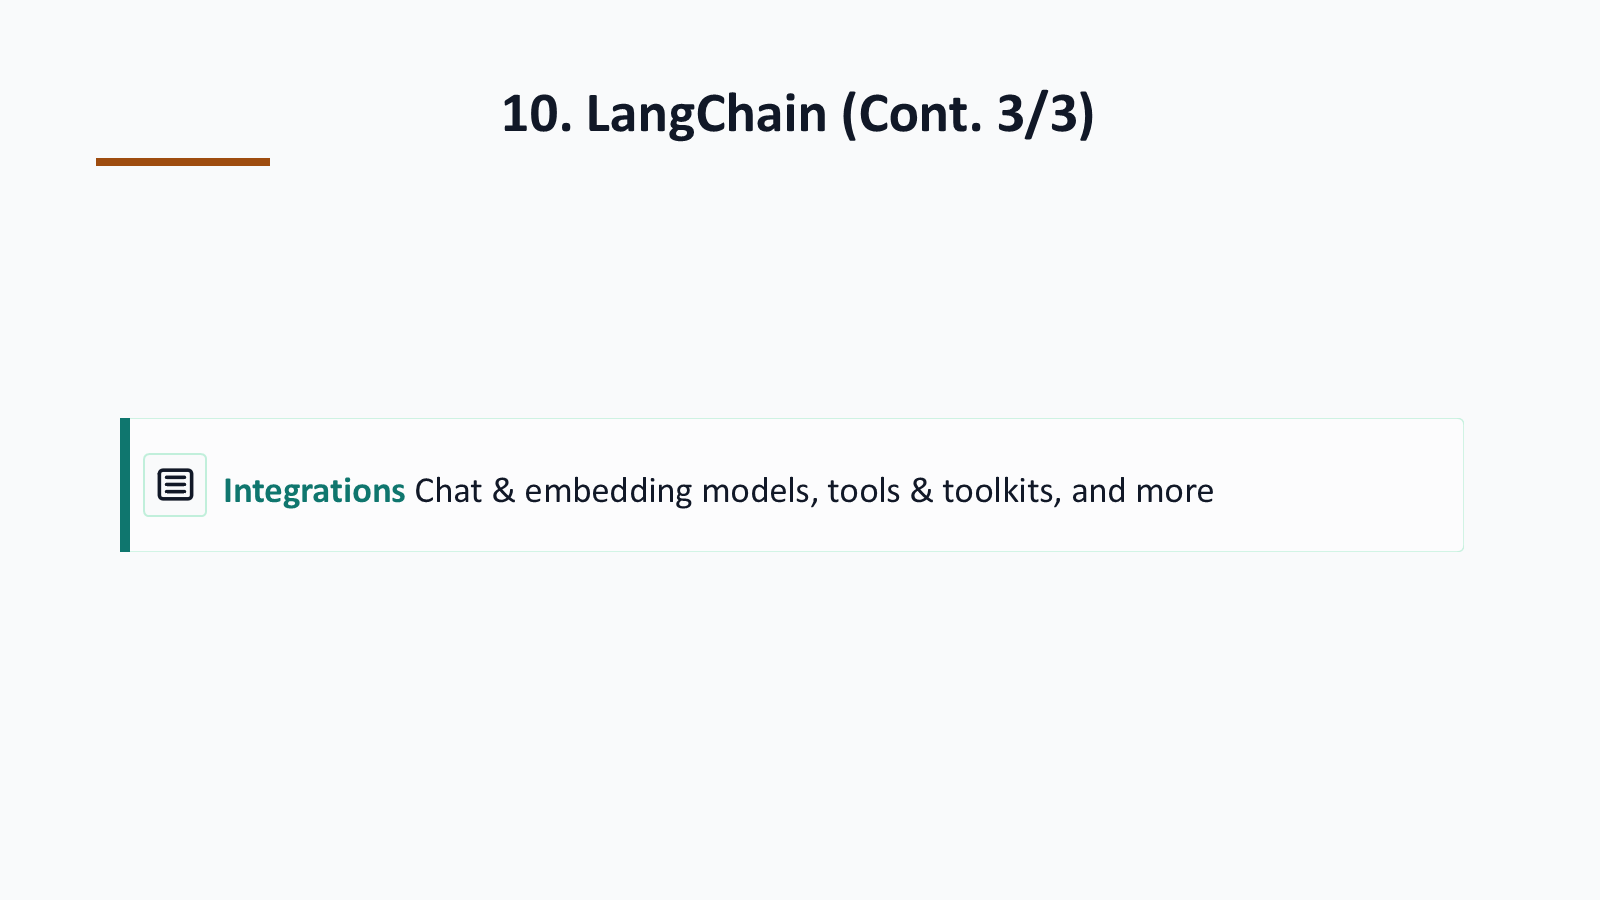 10. LangChain (Cont. 3/3)
Integrations Chat & embedding models, tools & toolkits, and more